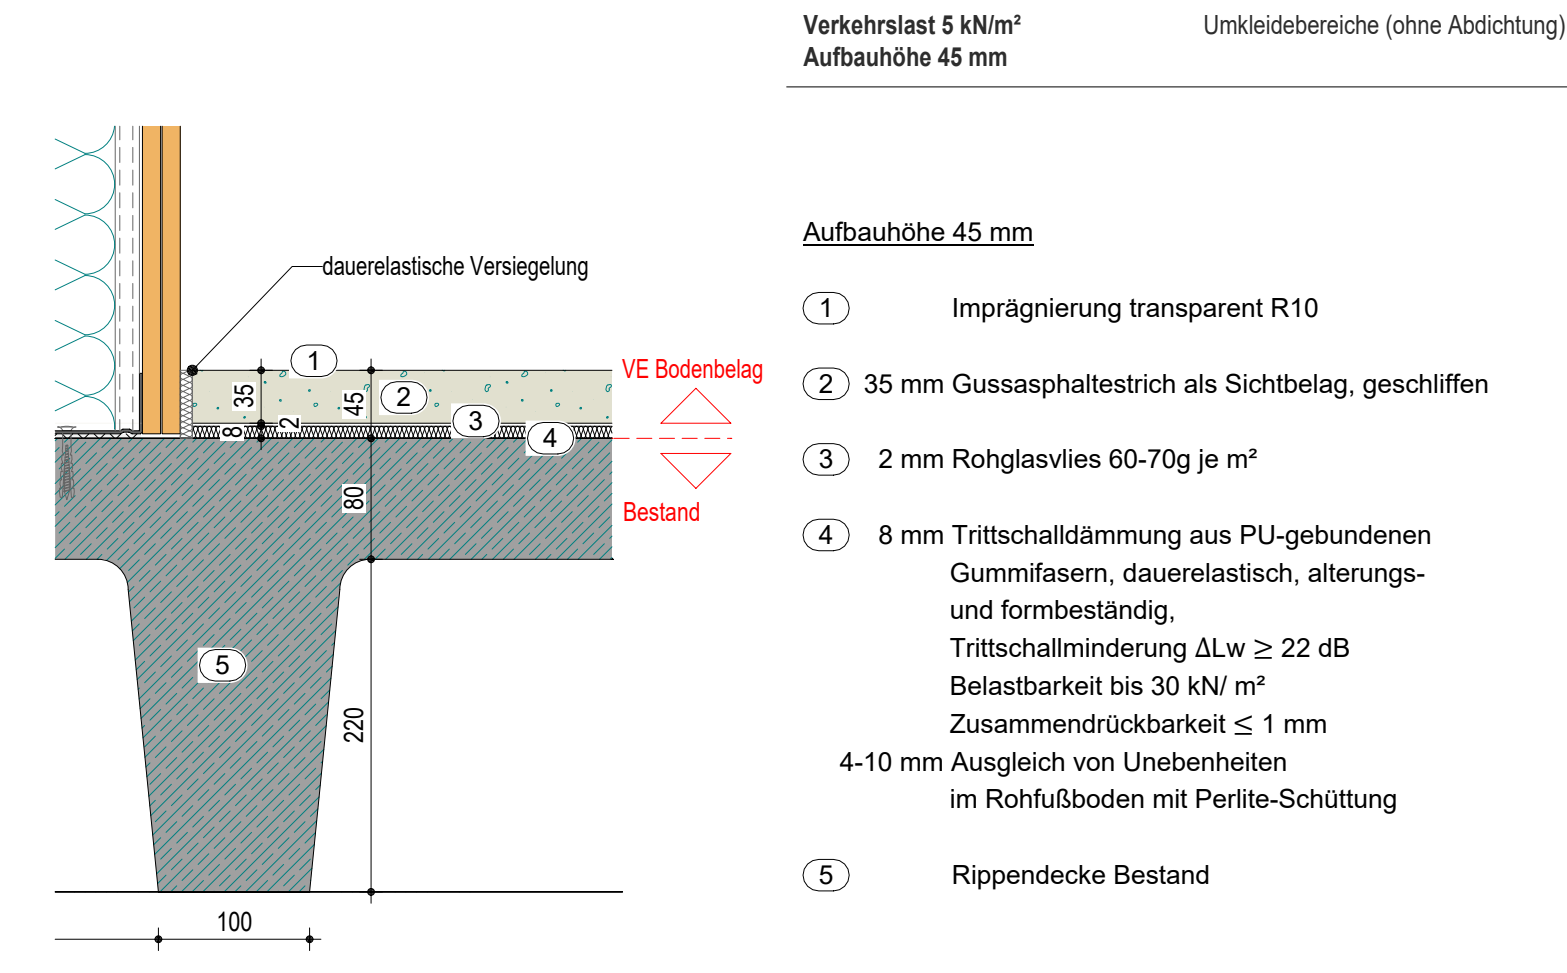 Verkehrslast 5 kN/m² Umkleidebereiche (ohne Abdichtung)
Aufbauhöhe 45 mm
Aufbauhöhe 45 mm
1 Imprägnierung transparent R10
2 35 mm Gussasphaltestrich als Sichtbelag, geschliffen
3 2 mm Rohglasvlies 60-70g je m²
4 8 mm Trittschalldämmung aus PU-gebundenen
Gummifasern, dauerelastisch, alterungs-
und formbeständig,
Trittschallminderung ΔLw ≥ 22 dB
Belastbarkeit bis 30 kN/ m²
Zusammendrückbarkeit ≤ 1 mm
4-10 mm Ausgleich von Unebenheiten
im Rohfußboden mit Perlite-Schüttung
5 Rippendecke Bestand
dauerelastische Versiegelung
1
VE Bodenbelag
35
45
2
3
8
2
4
80
Bestand
5
220
100